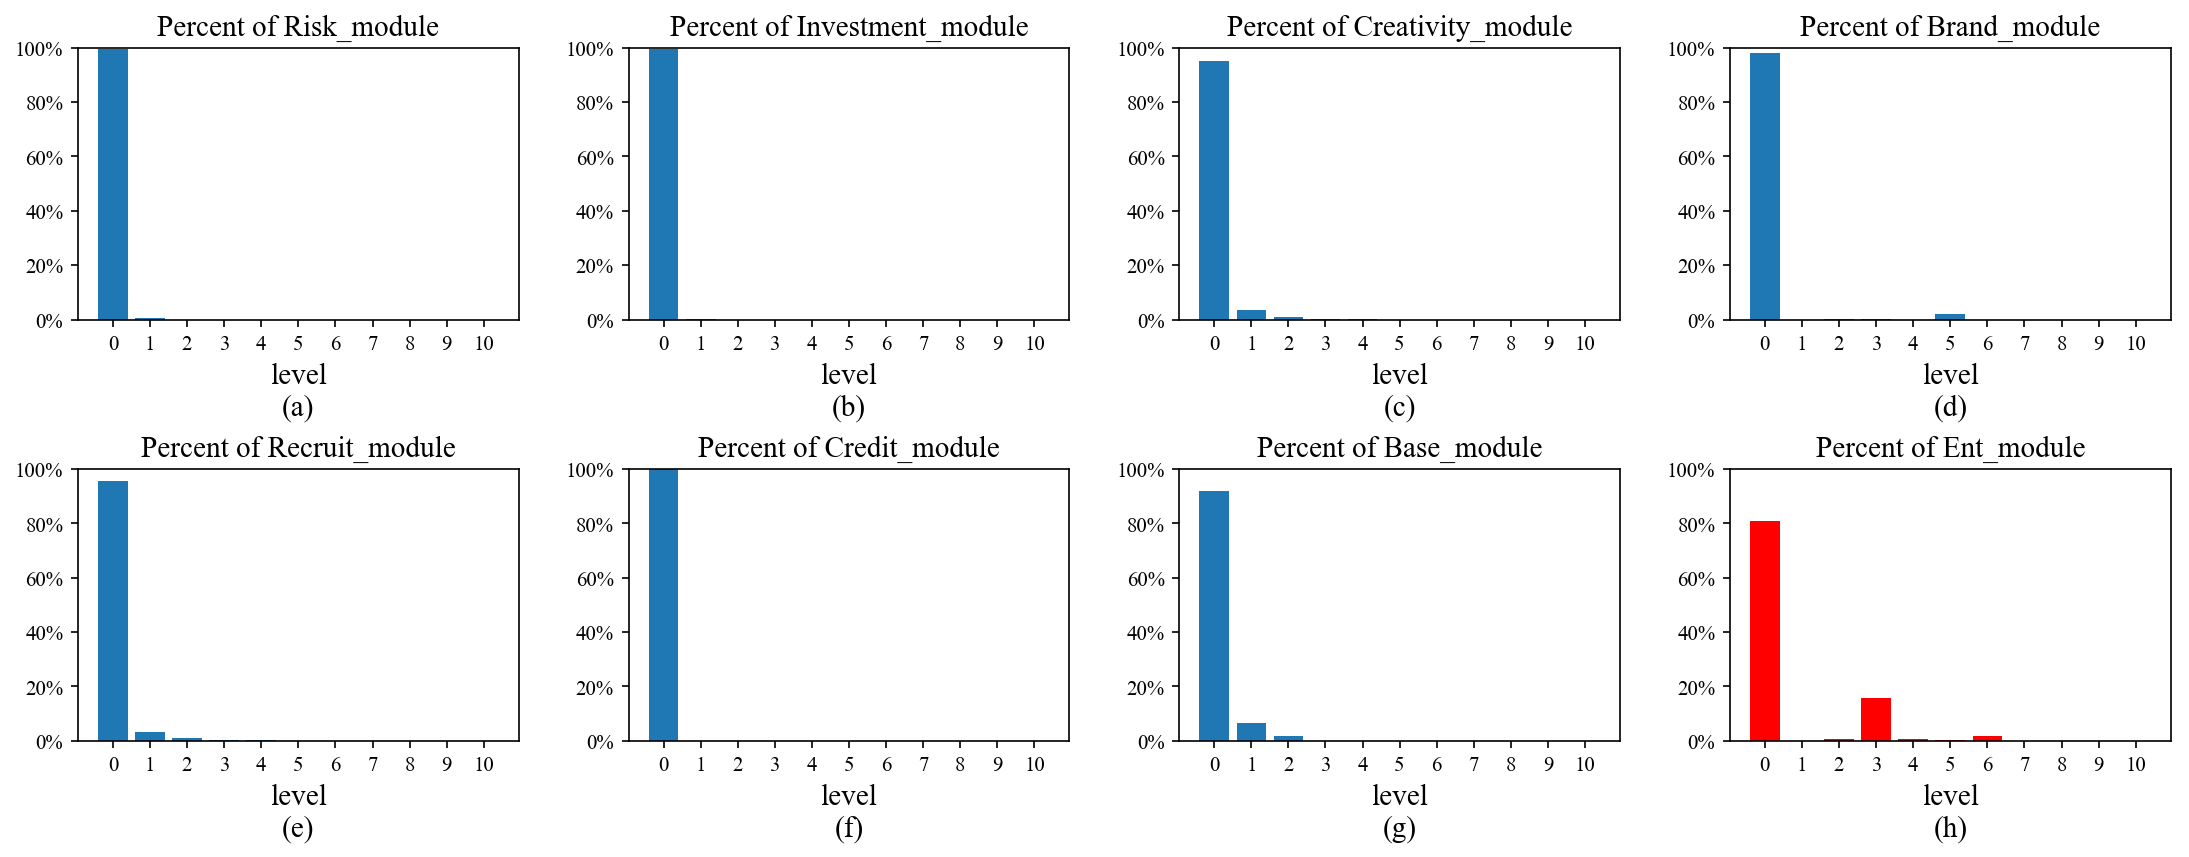 Percent of Risk_module
100%
80%
60%
40%
20%
0%
0 1 2 3 4 5 6 7 8 9 10
level
(a)
Percent of Investment_module
100%
80%
60%
40%
20%
0%
0 1 2 3 4 5 6 7 8 9 10
level
(b)
Percent of Creativity_module
100%
80%
60%
40%
20%
0%
0 1 2 3 4 5 6 7 8 9 10
level
(c)
Percent of Brand_module
100%
80%
60%
40%
20%
0%
0 1 2 3 4 5 6 7 8 9 10
level
(d)
Percent of Recruit_module
100%
80%
60%
40%
20%
0%
0 1 2 3 4 5 6 7 8 9 10
level
(e)
Percent of Credit_module
100%
80%
60%
40%
20%
0%
0 1 2 3 4 5 6 7 8 9 10
level
(f)
Percent of Base_module
100%
80%
60%
40%
20%
0%
0 1 2 3 4 5 6 7 8 9 10
level
(g)
Percent of Ent_module
100%
80%
60%
40%
20%
0%
0 1 2 3 4 5 6 7 8 9 10
level
(h)